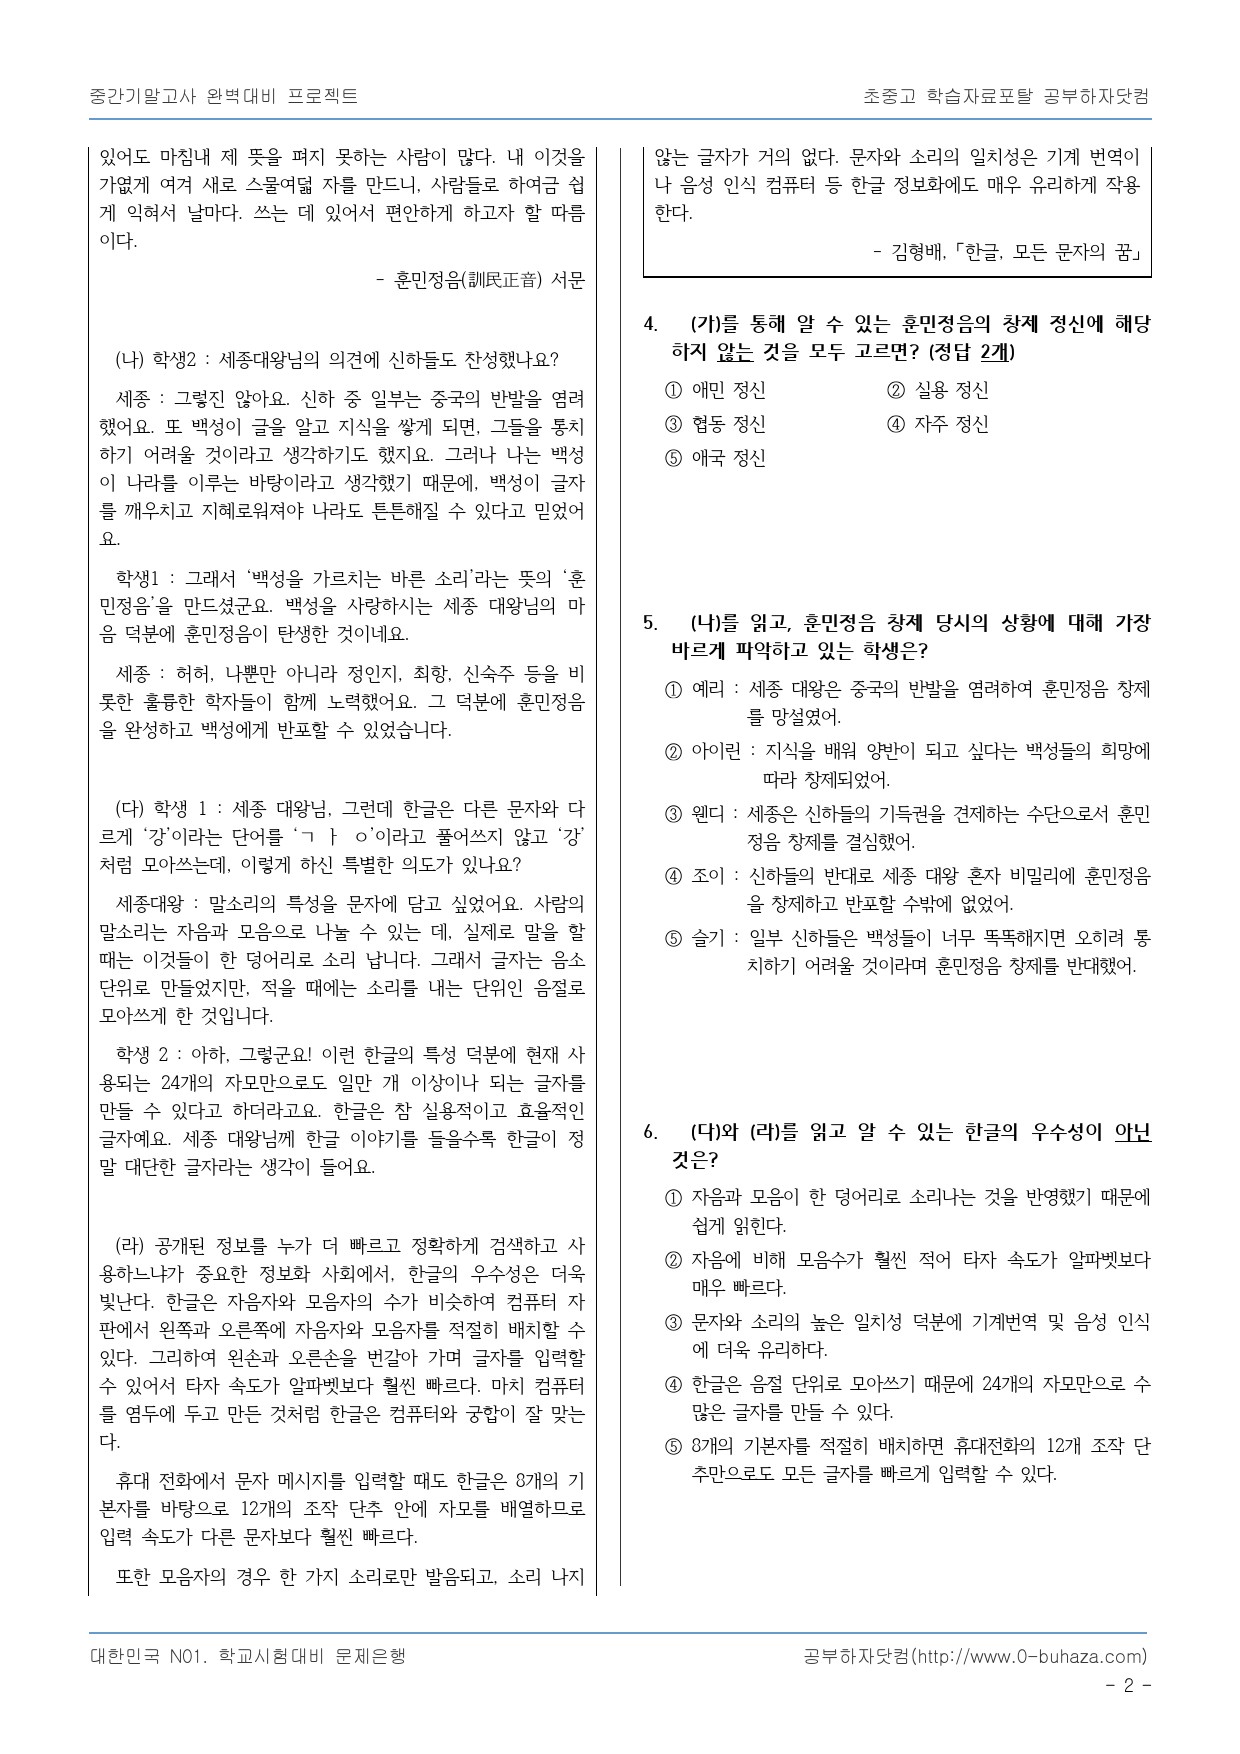 중간기말고사 완벽대비 프로젝트
초중고 학습자료포탈 공부하자닷컴
있어도 마침내 제 뜻을 펴지 못하는 사람이 많다. 내 이것을
가엾게 여겨 새로 스물여덟 자를 만드니, 사람들로 하여금 쉽
게 익혀서 날마다. 쓰는 데 있어서 편안하게 하고자 할 따름
이다.
- 훈민정음(訓民正音) 서문
(나) 학생2 : 세종대왕님의 의견에 신하들도 찬성했나요?
세종 : 그렇진 않아요. 신하 중 일부는 중국의 반발을 염려
했어요. 또 백성이 글을 알고 지식을 쌓게 되면, 그들을 통치
하기 어려울 것이라고 생각하기도 했지요. 그러나 나는 백성
이 나라를 이루는 바탕이라고 생각했기 때문에, 백성이 글자
를 깨우치고 지혜로워져야 나라도 튼튼해질 수 있다고 믿었어
요.
학생1 : 그래서 ‘백성을 가르치는 바른 소리’라는 뜻의 ‘훈
민정음’을 만드셨군요. 백성을 사랑하시는 세종 대왕님의 마
음 덕분에 훈민정음이 탄생한 것이네요.
세종 : 허허, 나뿐만 아니라 정인지, 최항, 신숙주 등을 비
롯한 훌륭한 학자들이 함께 노력했어요. 그 덕분에 훈민정음
을 완성하고 백성에게 반포할 수 있었습니다.
(다) 학생 1 : 세종 대왕님, 그런데 한글은 다른 문자와 다
르게 ‘강’이라는 단어를 ‘ㄱ ㅏ ㅇ’이라고 풀어쓰지 않고 ‘강’
처럼 모아쓰는데, 이렇게 하신 특별한 의도가 있나요?
세종대왕 : 말소리의 특성을 문자에 담고 싶었어요. 사람의
말소리는 자음과 모음으로 나눌 수 있는 데, 실제로 말을 할
때는 이것들이 한 덩어리로 소리 납니다. 그래서 글자는 음소
단위로 만들었지만, 적을 때에는 소리를 내는 단위인 음절로
모아쓰게 한 것입니다.
학생 2 : 아하, 그렇군요! 이런 한글의 특성 덕분에 현재 사
용되는 24개의 자모만으로도 일만 개 이상이나 되는 글자를
만들 수 있다고 하더라고요. 한글은 참 실용적이고 효율적인
글자예요. 세종 대왕님께 한글 이야기를 들을수록 한글이 정
말 대단한 글자라는 생각이 들어요.
(라) 공개된 정보를 누가 더 빠르고 정확하게 검색하고 사
용하느냐가 중요한 정보화 사회에서, 한글의 우수성은 더욱
빛난다. 한글은 자음자와 모음자의 수가 비슷하여 컴퓨터 자
판에서 왼쪽과 오른쪽에 자음자와 모음자를 적절히 배치할 수
있다. 그리하여 왼손과 오른손을 번갈아 가며 글자를 입력할
수 있어서 타자 속도가 알파벳보다 훨씬 빠르다. 마치 컴퓨터
를 염두에 두고 만든 것처럼 한글은 컴퓨터와 궁합이 잘 맞는
다.
휴대 전화에서 문자 메시지를 입력할 때도 한글은 8개의 기
본자를 바탕으로 12개의 조작 단추 안에 자모를 배열하므로
입력 속도가 다른 문자보다 훨씬 빠르다.
또한 모음자의 경우 한 가지 소리로만 발음되고, 소리 나지
않는 글자가 거의 없다. 문자와 소리의 일치성은 기계 번역이
나 음성 인식 컴퓨터 등 한글 정보화에도 매우 유리하게 작용
한다.
- 김형배,「한글, 모든 문자의 꿈」
4. (가)를 통해 알 수 있는 훈민정음의 창제 정신에 해당
하지 않는 것을 모두 고르면? (정답 2개)
① 애민 정신 ② 실용 정신
③ 협동 정신 ④ 자주 정신
⑤ 애국 정신
5. (나)를 읽고, 훈민정음 창제 당시의 상황에 대해 가장
바르게 파악하고 있는 학생은?
① 예리 : 세종 대왕은 중국의 반발을 염려하여 훈민정음 창제
를 망설였어.
② 아이린 : 지식을 배워 양반이 되고 싶다는 백성들의 희망에
따라 창제되었어.
③ 웬디 : 세종은 신하들의 기득권을 견제하는 수단으로서 훈민
정음 창제를 결심했어.
④ 조이 : 신하들의 반대로 세종 대왕 혼자 비밀리에 훈민정음
을 창제하고 반포할 수밖에 없었어.
⑤ 슬기 : 일부 신하들은 백성들이 너무 똑똑해지면 오히려 통
치하기 어려울 것이라며 훈민정음 창제를 반대했어.
6. (다)와 (라)를 읽고 알 수 있는 한글의 우수성이 아닌
것은?
① 자음과 모음이 한 덩어리로 소리나는 것을 반영했기 때문에
쉽게 읽힌다.
② 자음에 비해 모음수가 훨씬 적어 타자 속도가 알파벳보다
매우 빠르다.
③ 문자와 소리의 높은 일치성 덕분에 기계번역 및 음성 인식
에 더욱 유리하다.
④ 한글은 음절 단위로 모아쓰기 때문에 24개의 자모만으로 수
많은 글자를 만들 수 있다.
⑤ 8개의 기본자를 적절히 배치하면 휴대전화의 12개 조작 단
추만으로도 모든 글자를 빠르게 입력할 수 있다.
대한민국 N01. 학교시험대비 문제은행
공부하자닷컴(http://www.0-buhaza.com)
- 2 -